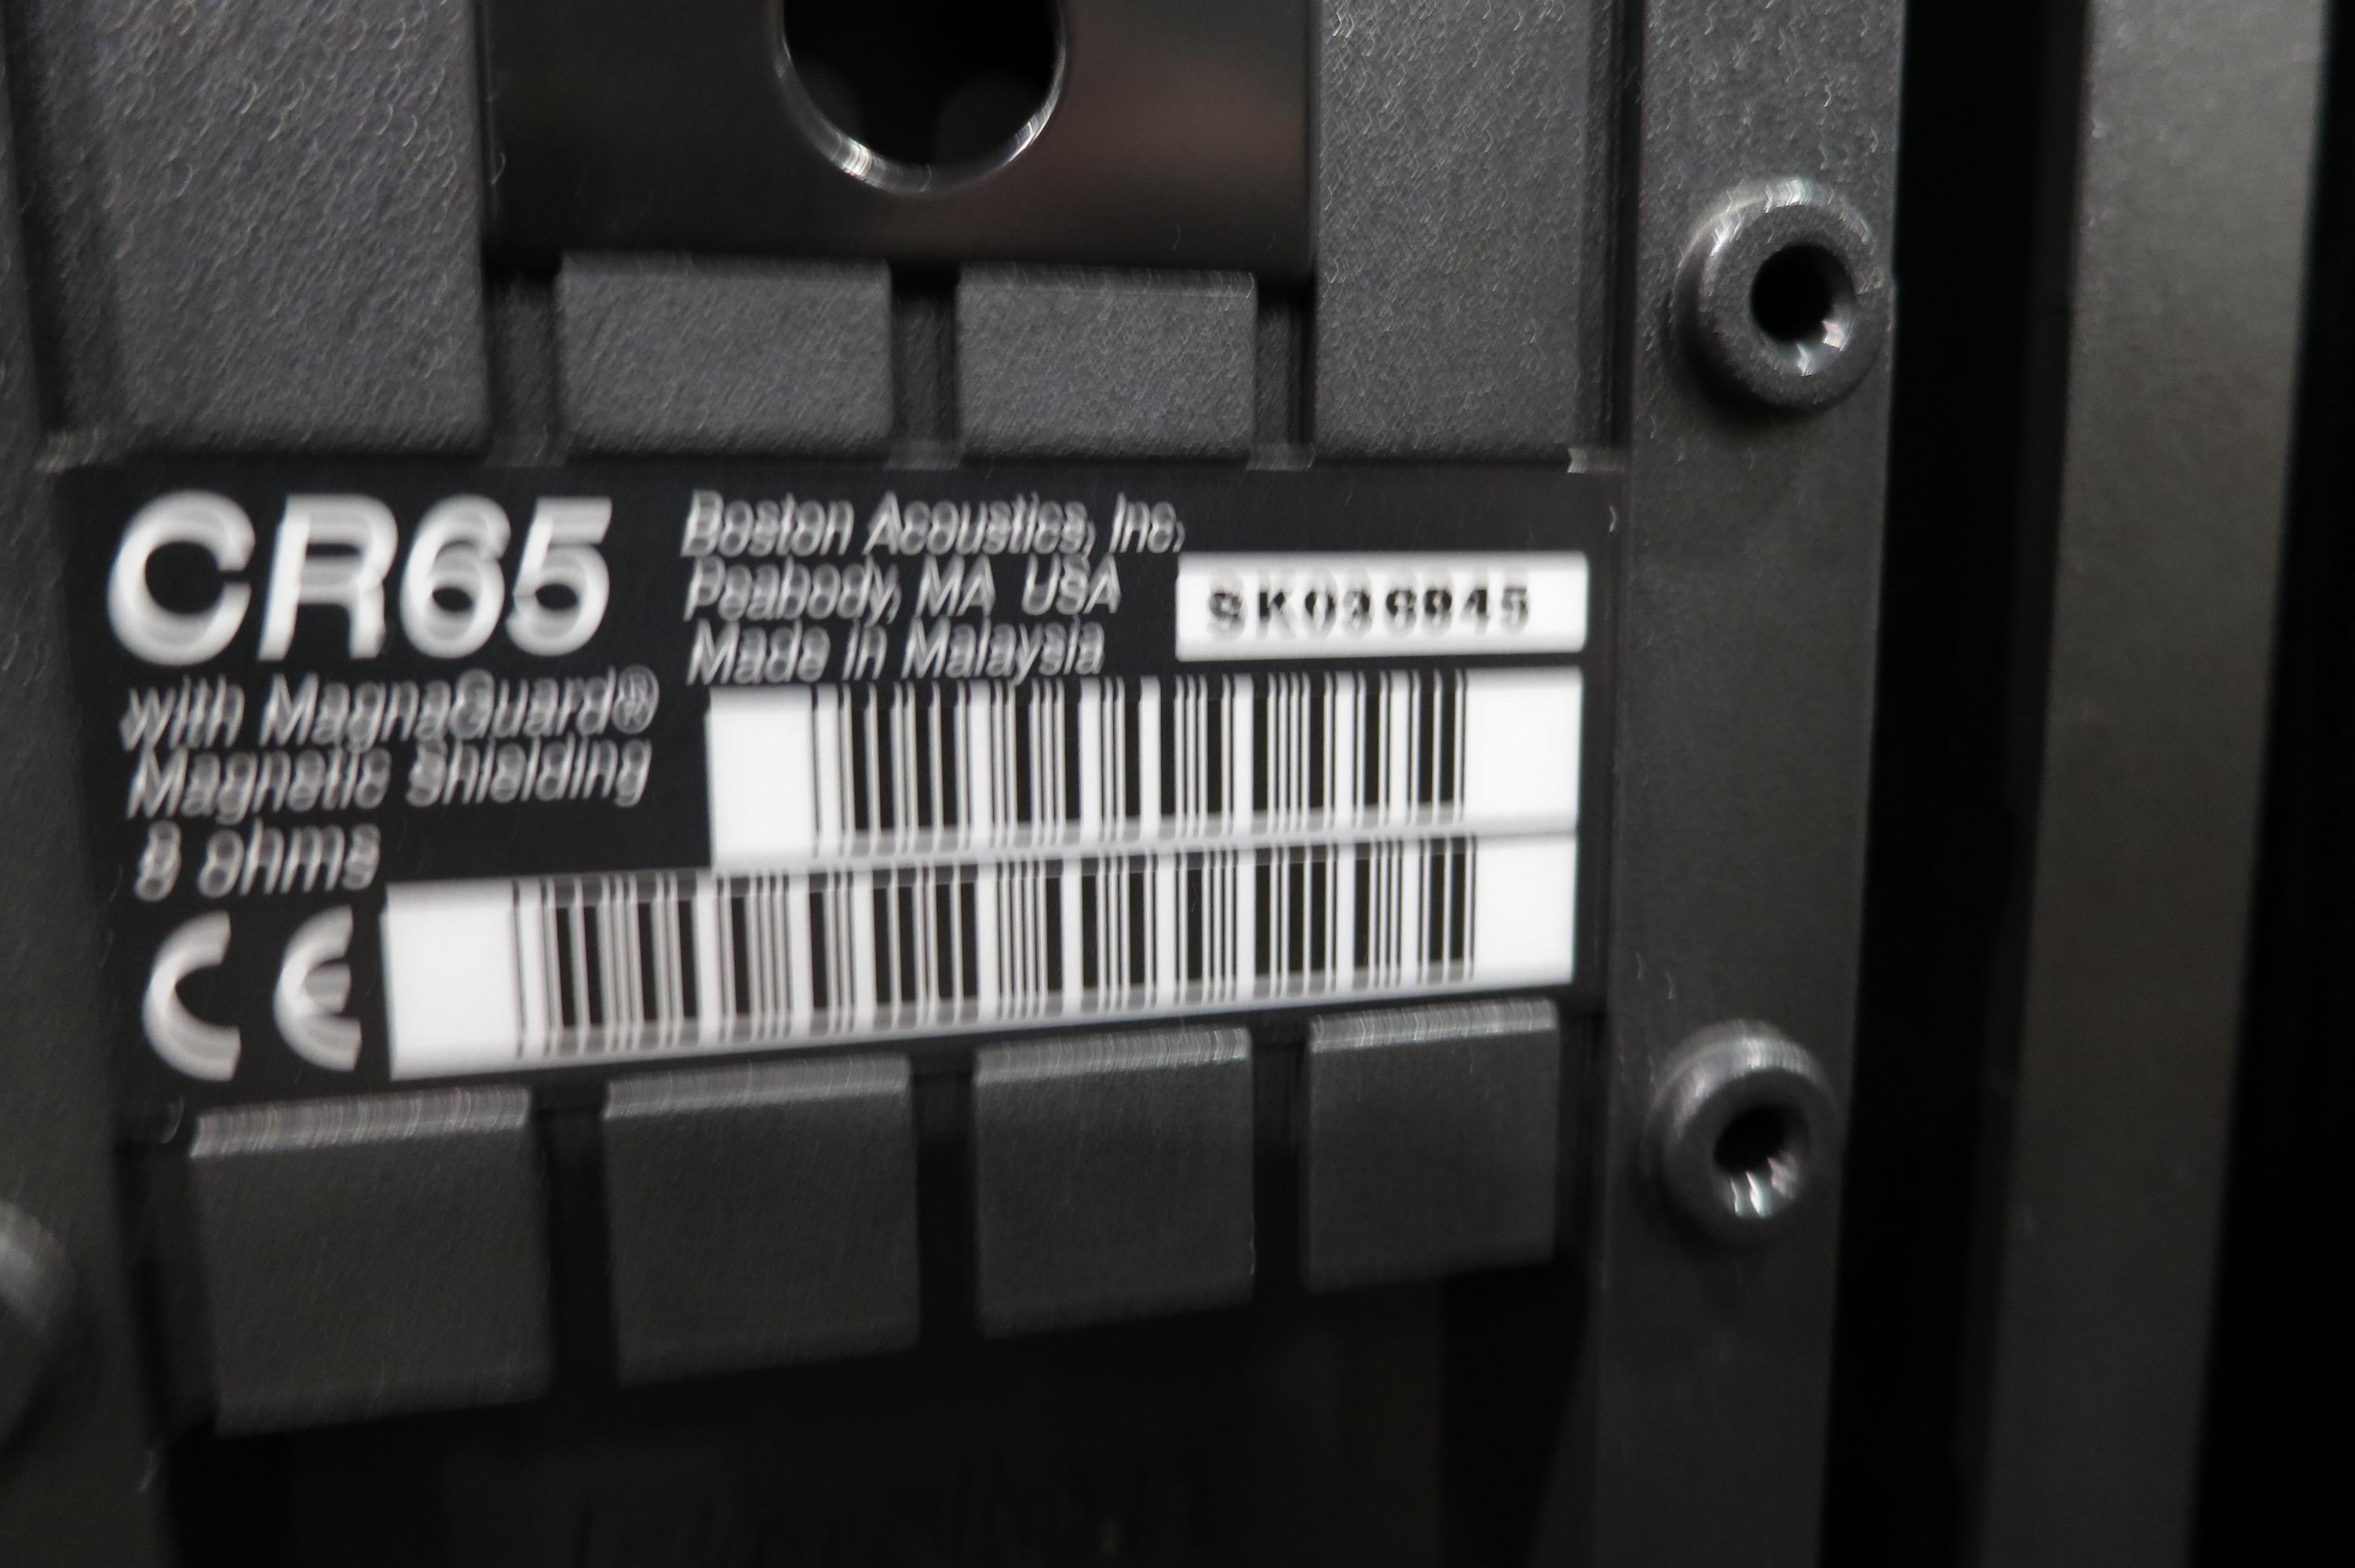 CR65
with MagnaGuard®
Magnetic Shielding
8 ohms
CE
Boston Acoustics, Inc.
Peabody, MA USA
Made in Malaysia